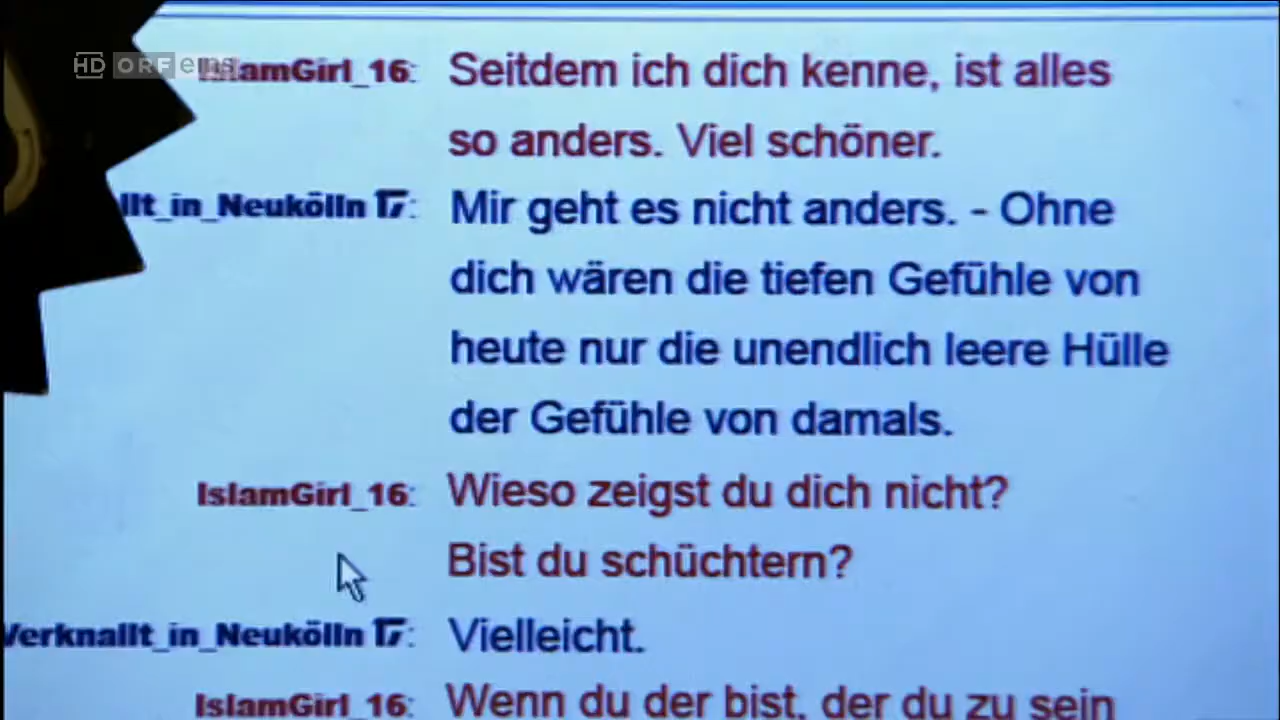 HD ORF eins
IslamGirl_16: Seitdem ich dich kenne, ist alles
so anders. Viel schöner.
llt_in_Neukölln 17: Mir geht es nicht anders. - Ohne
dich wären die tiefen Gefühle von
heute nur die unendlich leere Hülle
der Gefühle von damals.
IslamGirl_16: Wieso zeigst du dich nicht?
Bist du schüchtern?
Verknallt_in_Neukölln 17: Vielleicht.
IslamGirl_16: Wenn du der bist, der du zu sein